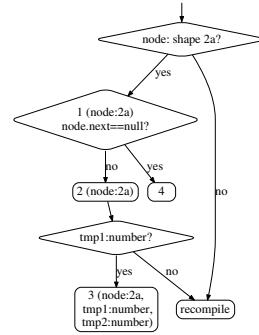 node: shape 2a?
yes
1 (node:2a)
node.next==null?
no
yes
2 (node:2a)
4
no
tmp1:number?
yes
no
3 (node:2a,
tmp1:number,
tmp2:number)
recompile